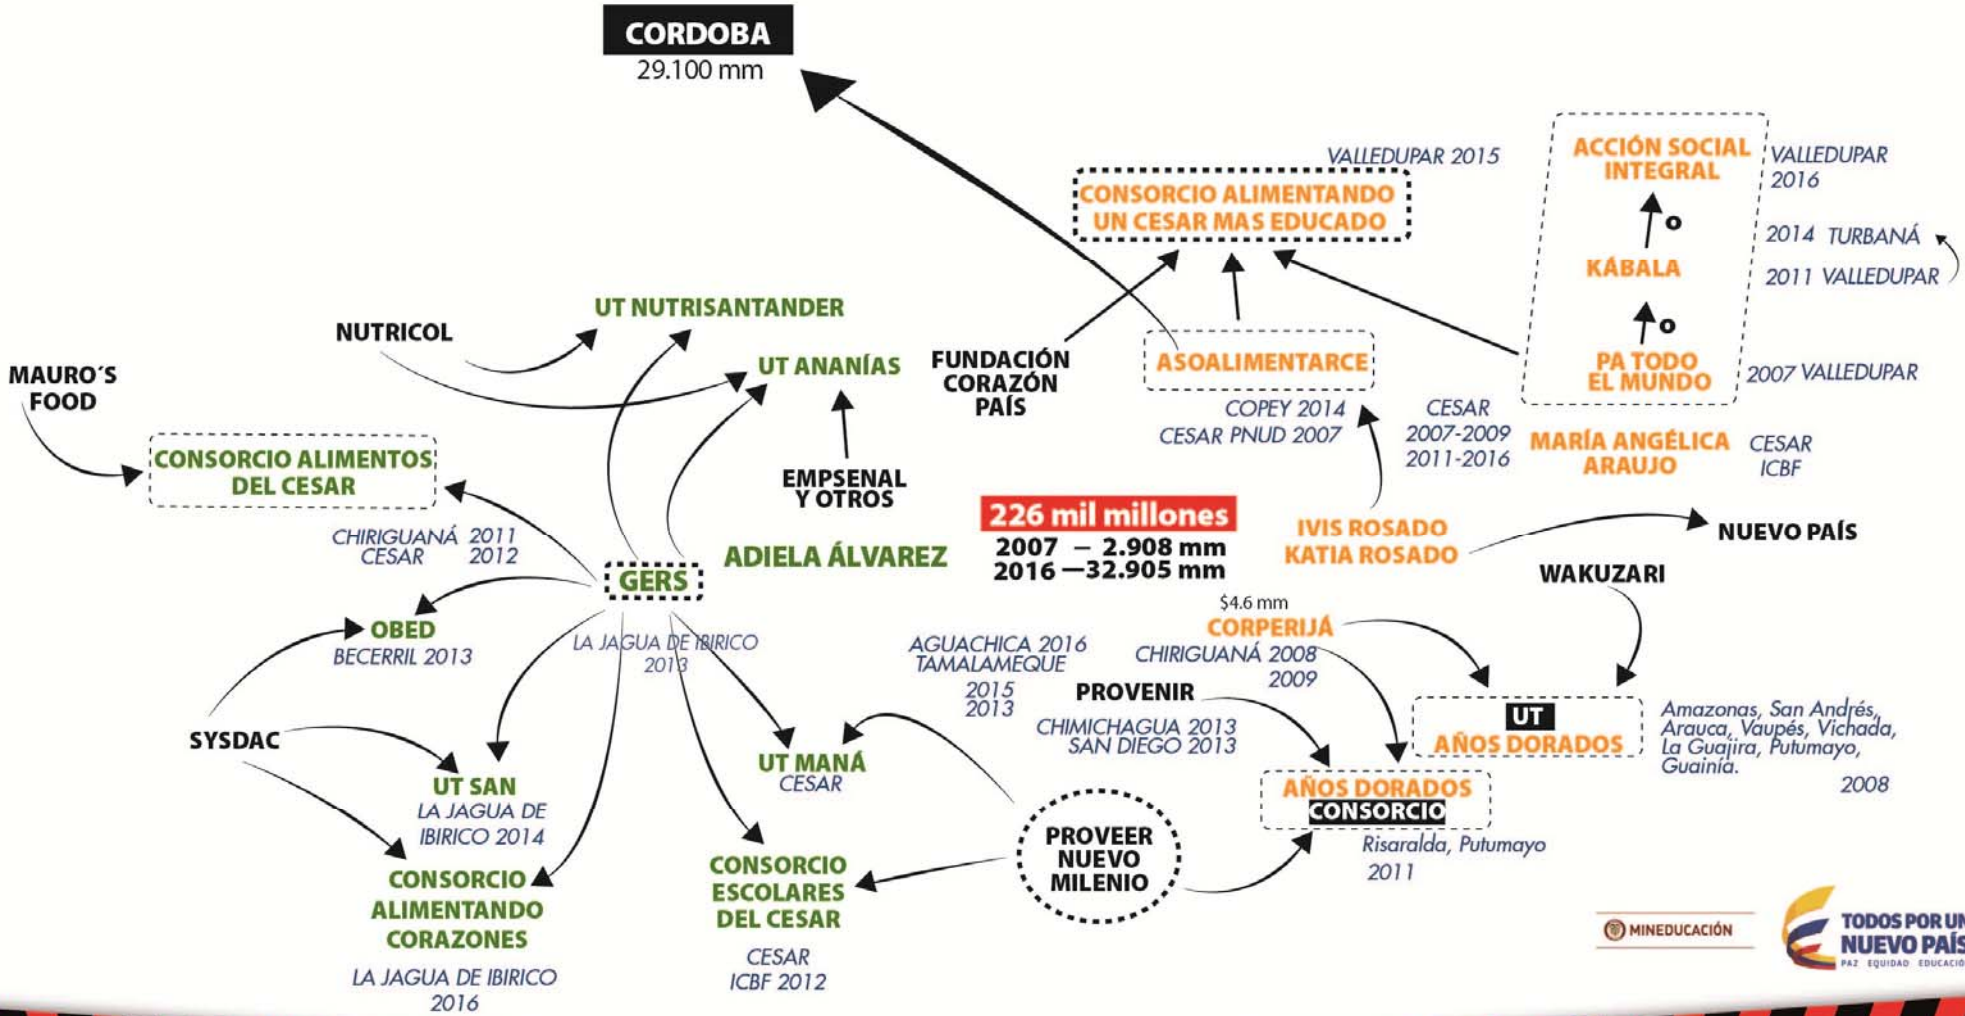 CORDOBA
29.100 mm
VALLEDUPAR 2015
CONSORCIO ALIMENTANDO
UN CESAR MAS EDUCADO
ACCIÓN SOCIAL
INTEGRAL
VALLEDUPAR
2016
o
2014 TURBANÁ
KÁBALA
2011 VALLEDUPAR
o
PA TODO
EL MUNDO
2007 VALLEDUPAR
UT NUTRISANTANDER
NUTRICOL
UT ANANÍAS
MAURO´S
FOOD
FUNDACIÓN
CORAZÓN
PAÍS
ASOALIMENTARCE
COPEY 2014
CESAR PNUD 2007
CESAR
2007-2009
2011-2016
MARÍA ANGÉLICA
ARAUJO
CESAR
ICBF
CONSORCIO ALIMENTOS
DEL CESAR
CHIRIGUANÁ 2011
CESAR 2012
EMPSENAL
Y OTROS
ADIELA ÁLVAREZ
226 mil millones
2007 – 2.908 mm
2016 –32.905 mm
IVIS ROSADO
KATIA ROSADO
NUEVO PAÍS
WAKUZARI
GERS
OBED
BECERRIL 2013
LA JAGUA DE IBIRICO
2013
$4.6 mm
CORPERIJÁ
CHIRIGUANÁ 2008
2009
AGUACHICA 2016
TAMALAMEQUE
2015
2013
PROVENIR
CHIMICHAGUA 2013
SAN DIEGO 2013
UT
AÑOS DORADOS
Amazonas, San Andrés,
Arauca, Vaupés, Vichada,
La Guajira, Putumayo,
Guainía.
2008
SYSDAC
UT SAN
LA JAGUA DE
IBIRICO 2014
UT MANÁ
CESAR
AÑOS DORADOS
CONSORCIO
Risaralda, Putumayo
2011
PROVEER
NUEVO
MILENIO
CONSORCIO
ALIMENTANDO
CORAZONES
LA JAGUA DE IBIRICO
2016
CONSORCIO
ESCOLARES
DEL CESAR
CESAR
ICBF 2012
MINEDUCACIÓN
TODOS POR UN
NUEVO PAÍS
PAZ EQUIDAD EDUCACIÓ